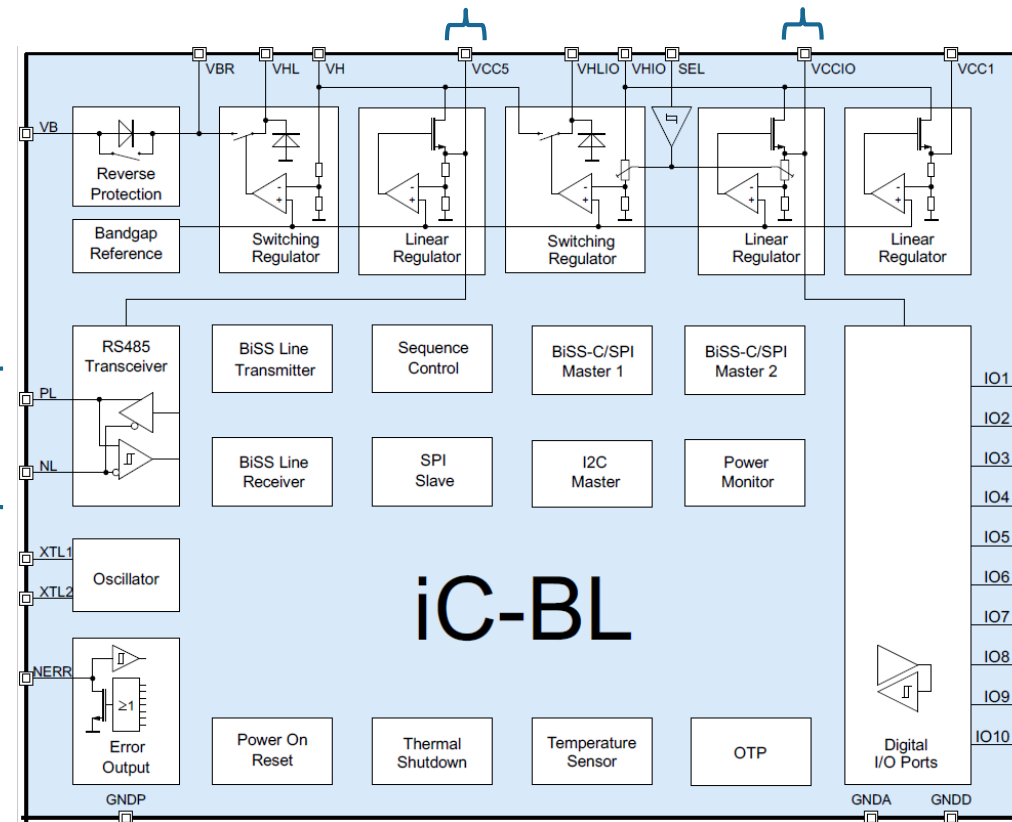 VBR
VHL
VH
VCC5
VHLIO
VHIO
SEL
VCCIO
VCC1
VB
Reverse
Protection
Bandgap
Reference
Switching
Regulator
Linear
Regulator
Switching
Regulator
Linear
Regulator
Linear
Regulator
RS485
Transceiver
BiSS Line
Transmitter
Sequence
Control
BiSS-C/SPI
Master 1
BiSS-C/SPI
Master 2
PL
NL
BiSS Line
Receiver
SPI
Slave
I2C
Master
Power
Monitor
IO1
IO2
IO3
IO4
IO5
IO6
IO7
IO8
IO9
IO10
XTL1
XTL2
Oscillator
iC-BL
NERR
≥1
Error
Output
Power On
Reset
Thermal
Shutdown
Temperature
Sensor
OTP
Digital
I/O Ports
GNDP
GNDA
GNDD